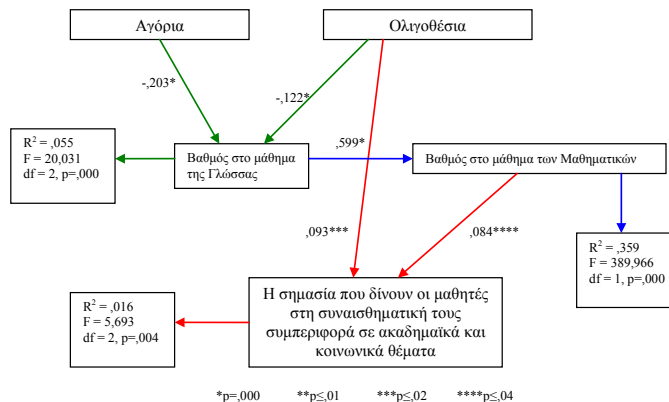 Αγόρια
Ολιγοθέσια
-,203*
-,122*
R² = ,055
F = 20,031
df = 2, p=,000
Βαθμός στο μάθημα
της Γλώσσας
,599*
Βαθμός στο μάθημα των Μαθηματικών
,093***
,084****
R² = ,359
F = 389,966
df = 1, p=,000
Η σημασία που δίνουν οι μαθητές
στη συναισθηματική τους
συμπεριφορά σε ακαδημαϊκά και
κοινωνικά θέματα
R² = ,016
F = 5,693
df = 2, p=,004
*p=,000 **p≤,01 ***p≤,02 ****p≤,04